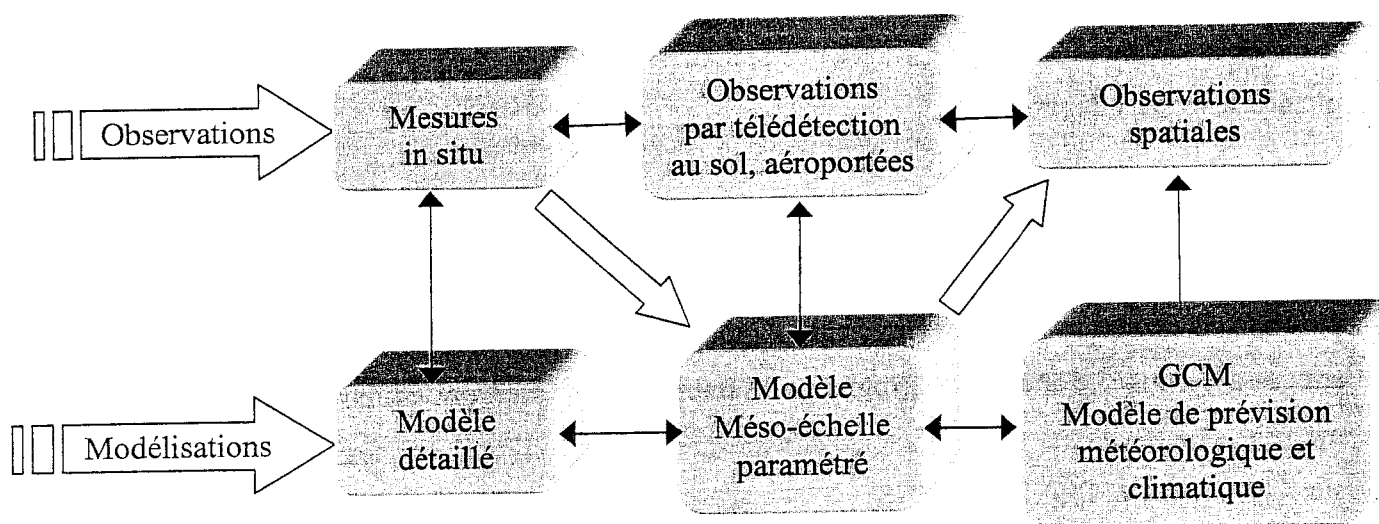 Observations
Mesures
in situ
Observations
par télédétection
au sol, aéroportées
Observations
spatiales
Modélisations
Modèle
détaillé
Modèle
Méso-échelle
paramétré
GCM
Modèle de prévision
météorologique et
climatique